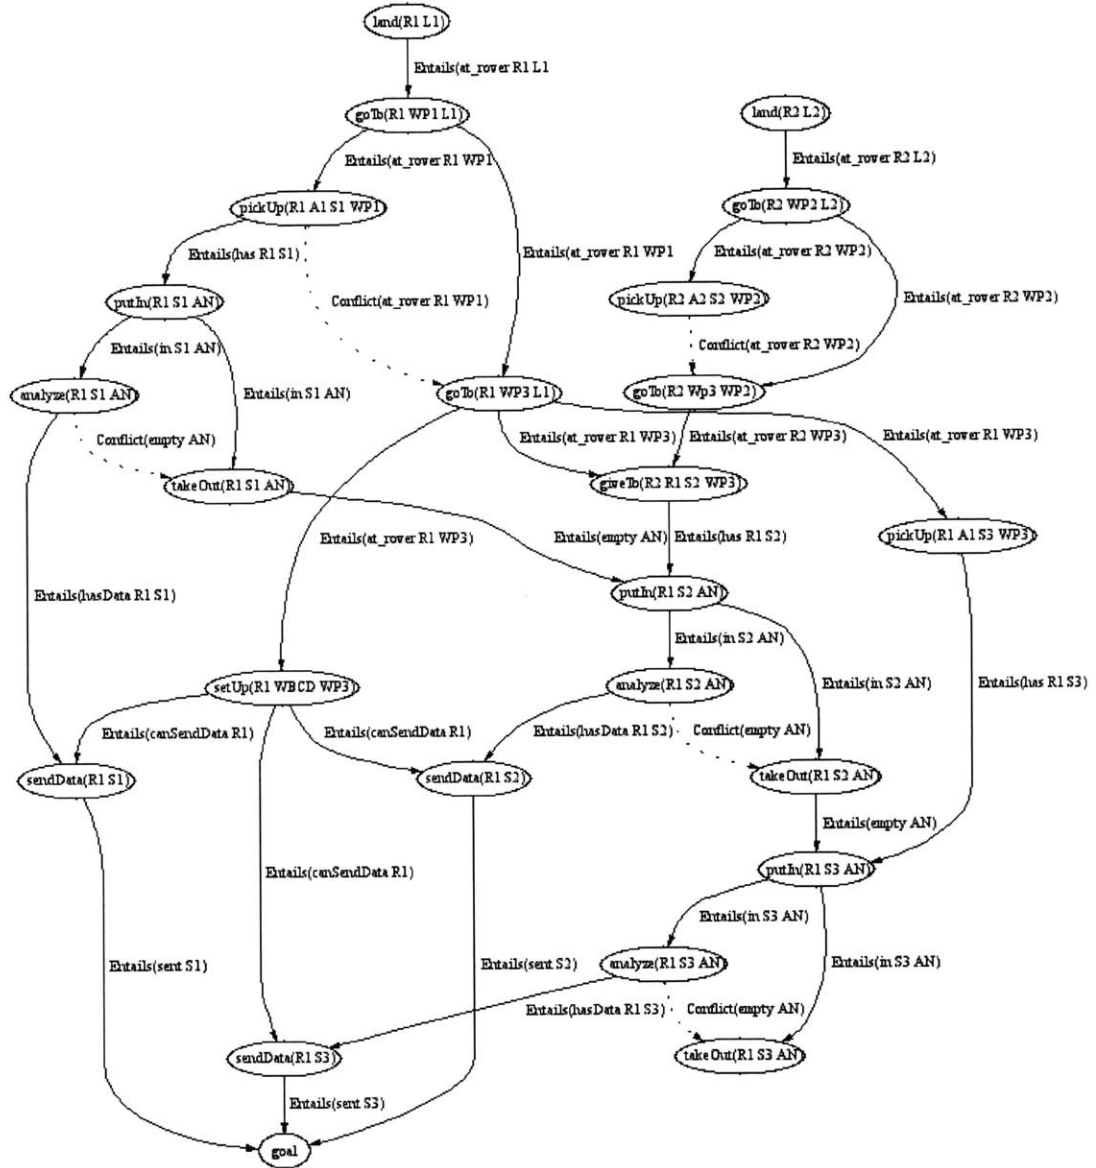 land(R1 L1)
Entails(at_rover R1 L1
goTo(R1 WP1 L1)
land(R2 L2)
Entails(at_rover R1 WP1
Entails(at_rover R2 L2)
pickUp(R1 A1 S1 WP1)
goTo(R2 WP2 L2)
Entails(has R1 S1)
Entails(at_rover R1 WP1
Entails(at_rover R2 WP2)
putIn(R1 S1 AN)
Conflict(at_rover R1 WP1)
pickUp(R2 A2 S2 WP2)
Entails(at_rover R2 WP2)
Entails(in S1 AN)
Conflict(at_rover R2 WP2)
analyze(R1 S1 AN)
Entails(in S1 AN)
goTo(R1 WP3 L1)
goTo(R2 Wp3 WP2)
Conflict(empty AN)
Entails(at_rover R1 WP3)
Entails(at_rover R2 WP3)
Entails(at_rover R1 WP3)
takeOut(R1 S1 AN)
giveTo(R2 R1 S2 WP3)
Entails(at_rover R1 WP3)
Entails(empty AN)
Entails(has R1 S2)
pickUp(R1 A1 S3 WP3)
Entails(hasData R1 S1)
putIn(R1 S2 AN)
Entails(in S2 AN)
setUp(R1 WBCD WP3)
analyze(R1 S2 AN)
Entails(in S2 AN)
Entails(has R1 S3)
Entails(canSendData R1)
Entails(canSendData R1)
Entails(hasData R1 S2)
Conflict(empty AN)
sendData(R1 S1)
sendData(R1 S2)
takeOut(R1 S2 AN)
Entails(empty AN)
Entails(canSendData R1)
putIn(R1 S3 AN)
Entails(in S3 AN)
Entails(sent S1)
Entails(sent S2)
analyze(R1 S3 AN)
Entails(in S3 AN)
Entails(hasData R1 S3)
Conflict(empty AN)
sendData(R1 S3)
takeOut(R1 S3 AN)
Entails(sent S3)
goal